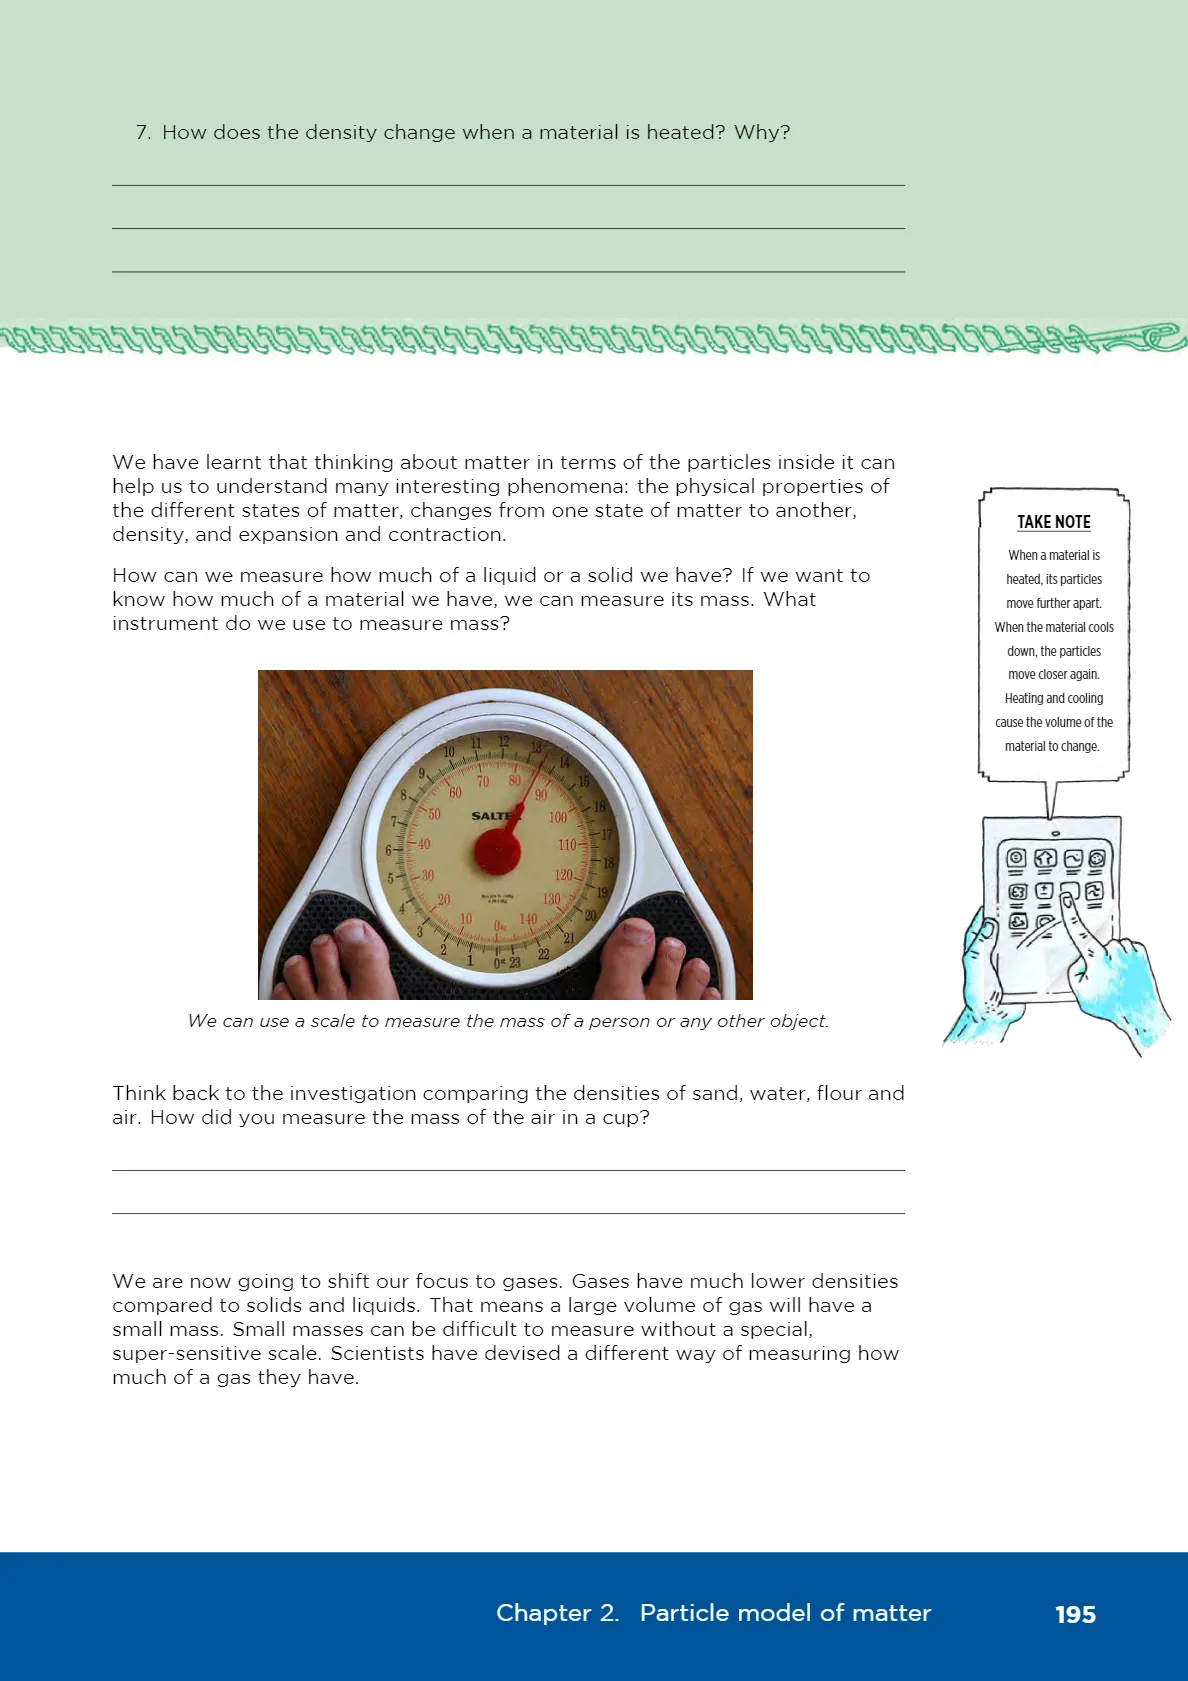 7. How does the density change when a material is heated? Why?
We have learnt that thinking about matter in terms of the particles inside it can
help us to understand many interesting phenomena: the physical properties of
the different states of matter, changes from one state of matter to another,
density, and expansion and contraction.
How can we measure how much of a liquid or a solid we have? If we want to
know how much of a material we have, we can measure its mass. What
instrument do we use to measure mass?
TAKE NOTE
When a material is
heated, its particles
move further apart.
When the material cools
down, the particles
move closer again.
Heating and cooling
cause the volume of the
material to change.
10 11 12 13 14
9 15
8 16
7 17
6 18
5 19
4 20
3 21
2 22
1 0st 23
60 70 80 90
50 100
40 110
30 120
20 130
10 0kg 140
SALTE
We can use a scale to measure the mass of a person or any other object.
Think back to the investigation comparing the densities of sand, water, flour and
air. How did you measure the mass of the air in a cup?
We are now going to shift our focus to gases. Gases have much lower densities
compared to solids and liquids. That means a large volume of gas will have a
small mass. Small masses can be difficult to measure without a special,
super-sensitive scale. Scientists have devised a different way of measuring how
much of a gas they have.
Chapter 2. Particle model of matter 195